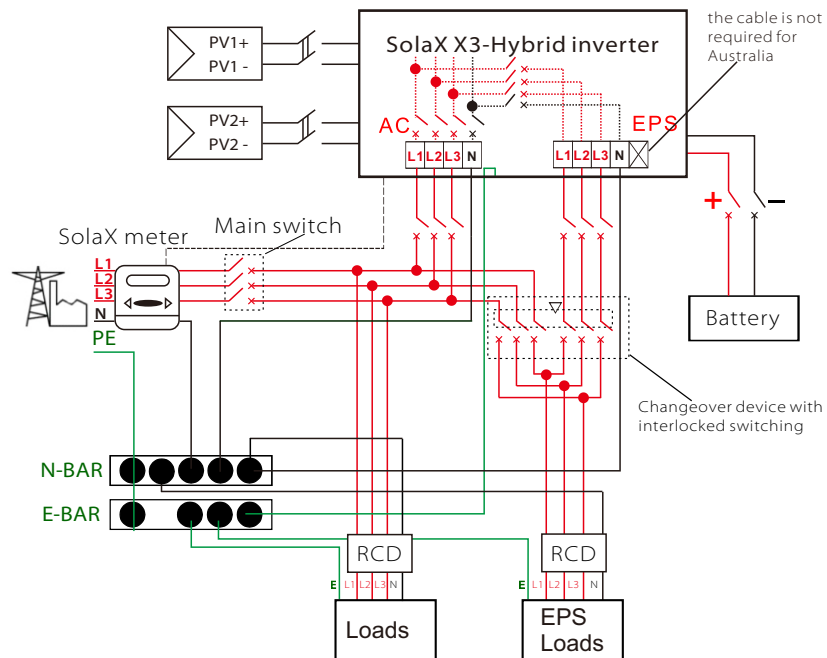 the cable is not
required for
Australia
PV1+
PV1 -
SolaX X3-Hybrid inverter
PV2+
PV2 -
AC
EPS
L1 L2 L3 N
L1 L2 L3 N
+
−
SolaX meter
Main switch
L1
L2
L3
N
PE
Battery
Changeover device with
interlocked switching
N-BAR
E-BAR
RCD
RCD
E L1 L2 L3 N
E L1 L2 L3 N
Loads
EPS
Loads